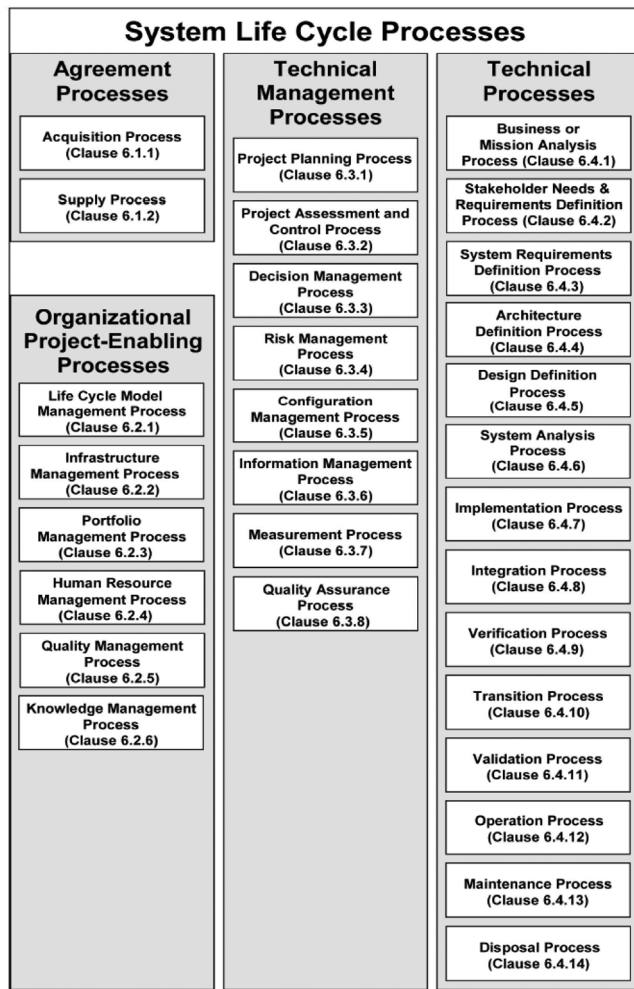 System Life Cycle Processes
Agreement
Processes
Acquisition Process
(Clause 6.1.1)
Supply Process
(Clause 6.1.2)
Organizational
Project-Enabling
Processes
Life Cycle Model
Management Process
(Clause 6.2.1)
Infrastructure
Management Process
(Clause 6.2.2)
Portfolio
Management Process
(Clause 6.2.3)
Human Resource
Management Process
(Clause 6.2.4)
Quality Management
Process
(Clause 6.2.5)
Knowledge Management
Process
(Clause 6.2.6)
Technical
Management
Processes
Project Planning Process
(Clause 6.3.1)
Project Assessment and
Control Process
(Clause 6.3.2)
Decision Management
Process
(Clause 6.3.3)
Risk Management
Process
(Clause 6.3.4)
Configuration
Management Process
(Clause 6.3.5)
Information Management
Process
(Clause 6.3.6)
Measurement Process
(Clause 6.3.7)
Quality Assurance
Process
(Clause 6.3.8)
Technical
Processes
Business or
Mission Analysis
Process (Clause 6.4.1)
Stakeholder Needs &
Requirements Definition
Process (Clause 6.4.2)
System Requirements
Definition Process
(Clause 6.4.3)
Architecture
Definition Process
(Clause 6.4.4)
Design Definition
Process
(Clause 6.4.5)
System Analysis
Process
(Clause 6.4.6)
Implementation Process
(Clause 6.4.7)
Integration Process
(Clause 6.4.8)
Verification Process
(Clause 6.4.9)
Transition Process
(Clause 6.4.10)
Validation Process
(Clause 6.4.11)
Operation Process
(Clause 6.4.12)
Maintenance Process
(Clause 6.4.13)
Disposal Process
(Clause 6.4.14)